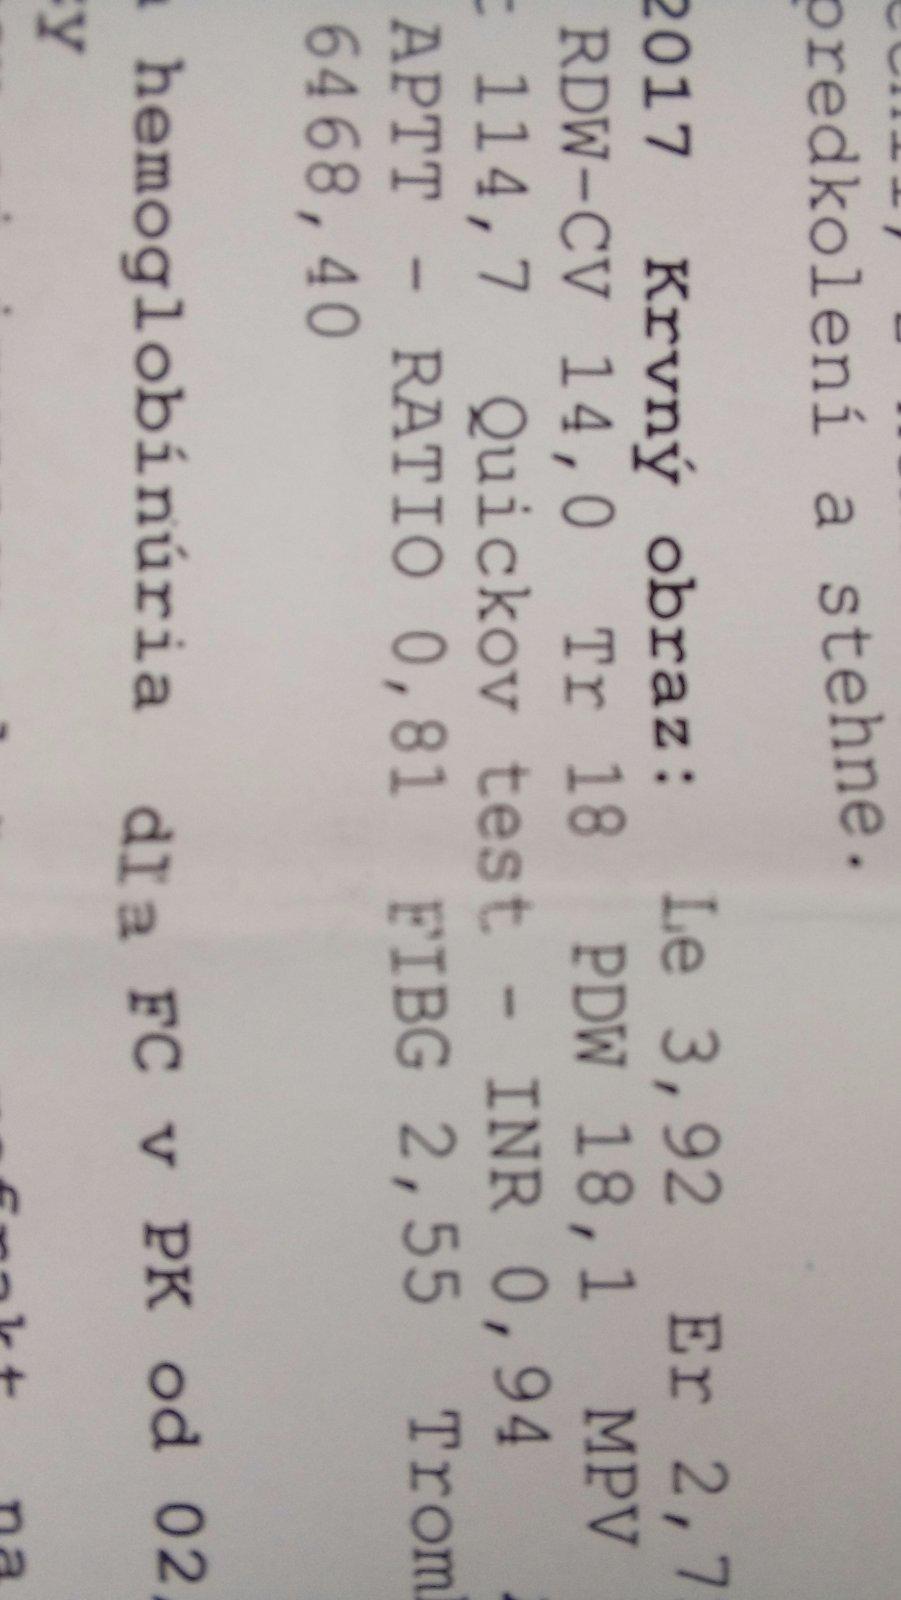 predkolení a stehne.
2017 Krvný obraz: Le 3,92 Er 2,7
RDW-CV 14,0 Tr 18 PDW 18,1 MPV
114,7 Quickov test - INR 0,94
APTT - RATIO 0,81 FIBG 2,55 Trom
6468,40
hemoglobínúria dľa FC v PK od 02